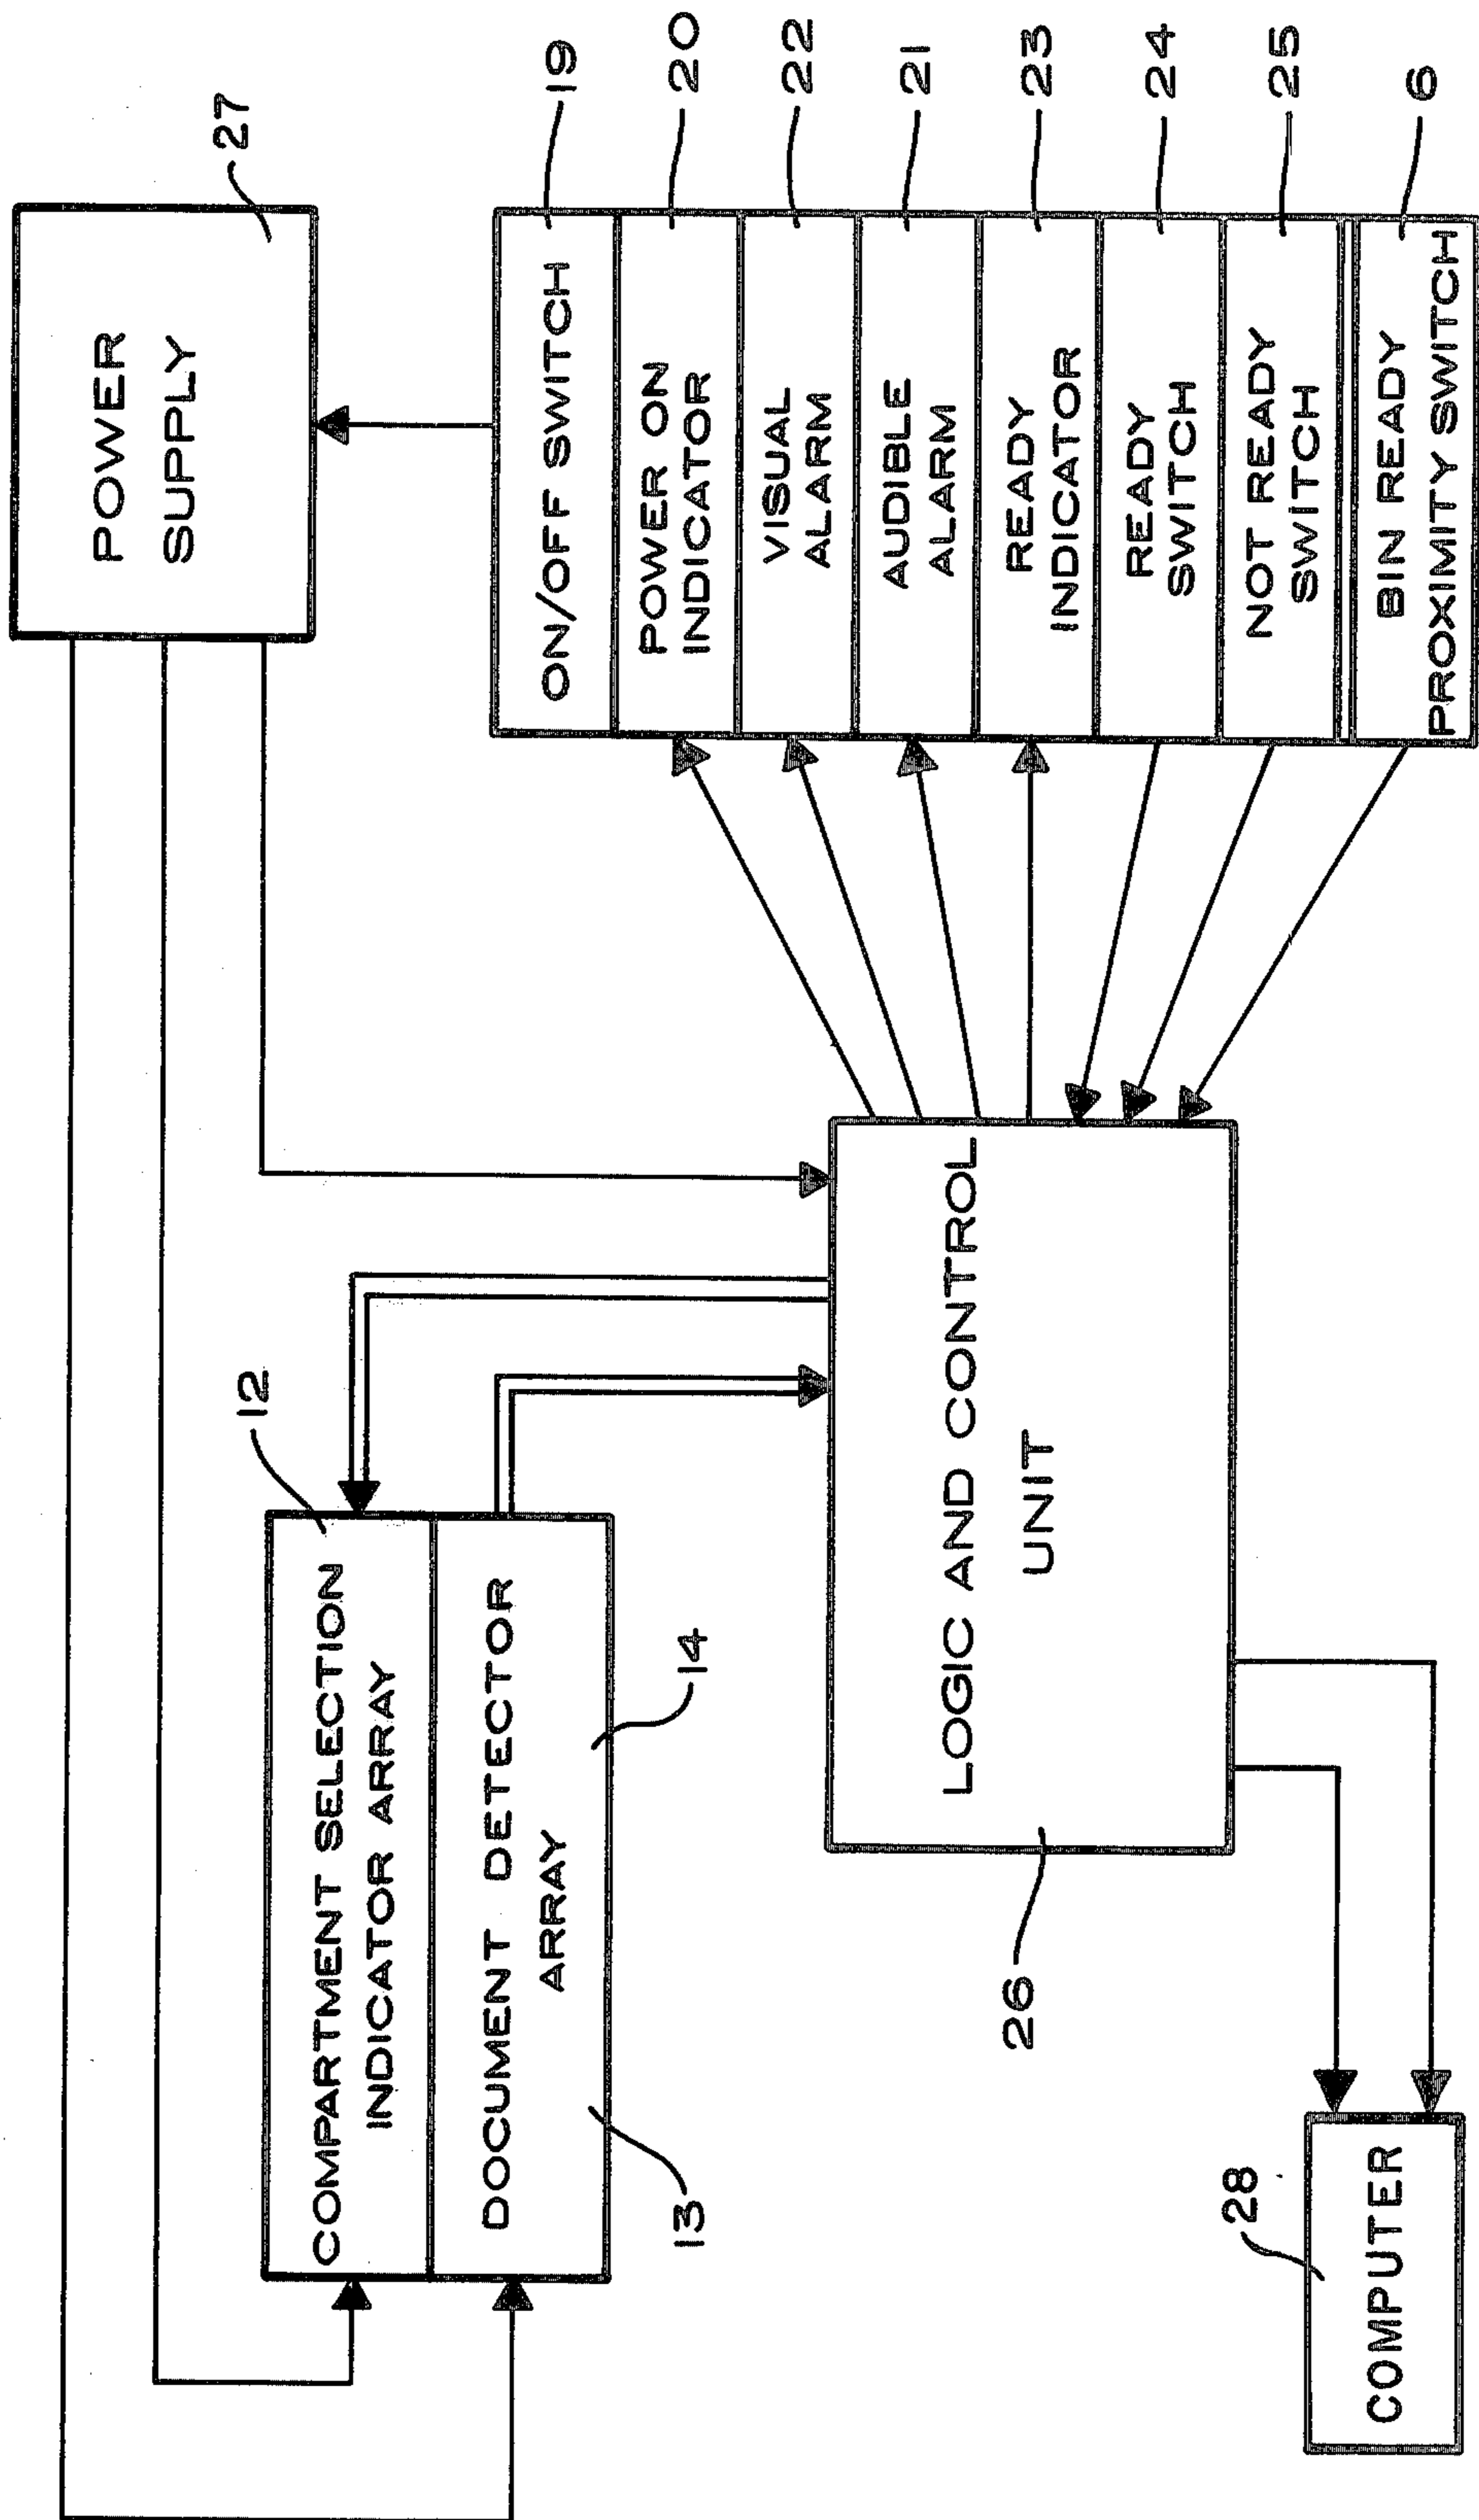 POWER
SUPPLY
27
ON/OFF SWITCH
19
POWER ON
INDICATOR
20
VISUAL
ALARM
22
AUDIBLE
ALARM
21
READY
INDICATOR
23
READY
SWITCH
24
NOT READY
SWITCH
25
BIN READY
PROXIMITY SWITCH
6
12
COMPARTMENT SELECTION
INDICATOR ARRAY
DOCUMENT DETECTOR
ARRAY
13
14
LOGIC AND CONTROL
UNIT
26
28
COMPUTER